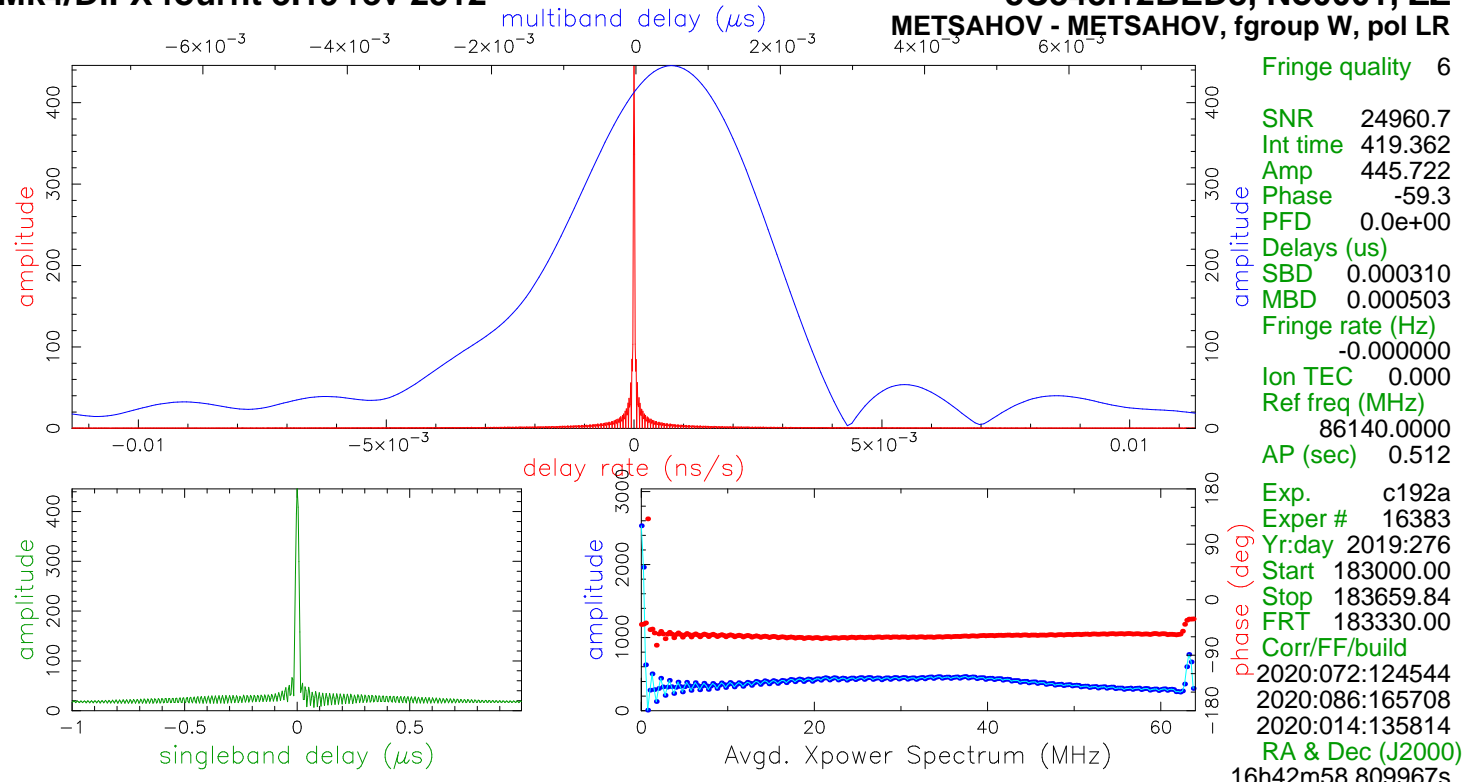 multiband delay (μs)
METSAHOV - METSAHOV, fgroup W, pol LR
−6×10⁻³ −4×10⁻³ −2×10⁻³ 0 2×10⁻³ 4×10⁻³ 6×10⁻³
amplitude
0 100 200 300 400
amplitude
0 100 200 300 400
−0.01 −5×10⁻³ 0 5×10⁻³ 0.01
delay rate (ns/s)
amplitude
0 100 200 300 400
−1 −0.5 0 0.5
singleband delay (μs)
amplitude
0 1000 2000 3000
phase (deg)
−180 −90 0 90 180
0 20 40 60
Avgd. Xpower Spectrum (MHz)
Fringe quality 6
SNR 24960.7
Int time 419.362
Amp 445.722
Phase -59.3
PFD 0.0e+00
Delays (us)
SBD 0.000310
MBD 0.000503
Fringe rate (Hz)
-0.000000
Ion TEC 0.000
Ref freq (MHz)
86140.0000
AP (sec) 0.512
Exp. c192a
Exper # 16383
Yr:day 2019:276
Start 183000.00
Stop 183659.84
FRT 183330.00
Corr/FF/build
2020:072:124544
2020:086:165708
2020:014:135814
RA & Dec (J2000)
16h42m58.809967s